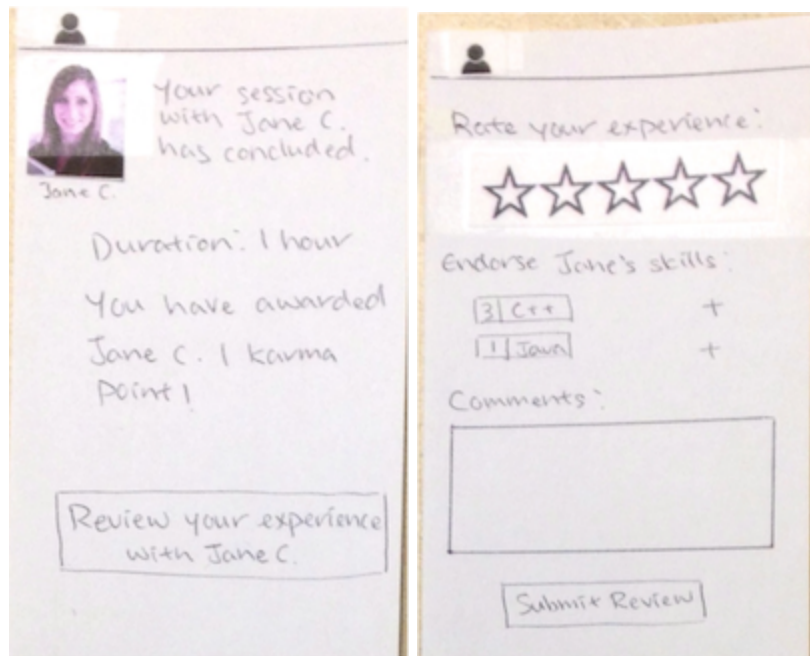 Your session
with Jane C.
has concluded.
Jane C.
Duration: 1 hour
You have awarded
Jane C. 1 karma
point!
Review your experience
with Jane C.
Rate your experience:
Endorse Jane's skills:
3 C++ +
1 Java +
Comments:
Submit Review